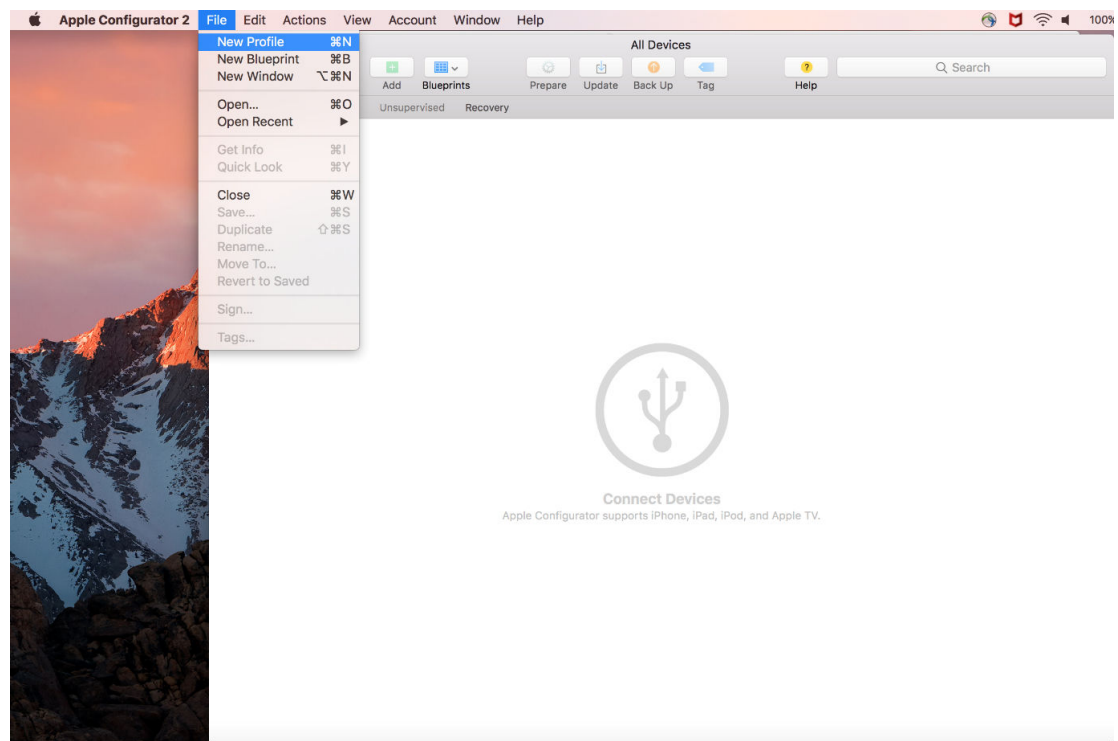 Apple Configurator 2 File Edit Actions View Account Window Help 100%
New Profile ⌘N
New Blueprint ⌘B
New Window ⌥⌘N
Open... ⌘O
Open Recent ▶
Get Info ⌘I
Quick Look ⌘Y
Close ⌘W
Save... ⌘S
Duplicate ⇧⌘S
Rename...
Move To...
Revert to Saved
Sign...
Tags...
All Devices
Search
Add Blueprints Prepare Update Back Up Tag Help
Unsupervised Recovery
Connect Devices
Apple Configurator supports iPhone, iPad, iPod, and Apple TV.